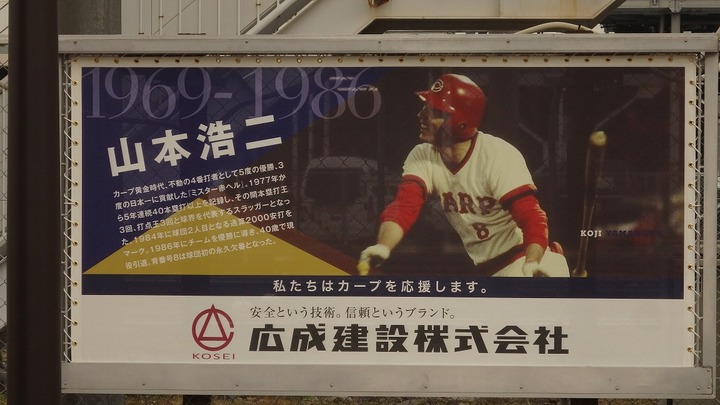 1969-1986
山本浩二
カープ黄金時代、不動の4番打者として5度の優勝、3
度の日本一に貢献した「ミスター赤ヘル」。1977年か
ら5年連続40本塁打以上を記録し、その間本塁打王
3回、打点王3回と球界を代表するスラッガーとなっ
た。1984年に球団2人目となる通算2000安打を
マーク。1986年にチームを優勝に導き、40歳で現
役引退。背番号8は球団初の永久欠番となった。
CARP
8
KOJI YAMAMOTO
私たちはカープを応援します。
KOSEI
安全という技術。信頼というブランド。
広成建設株式会社